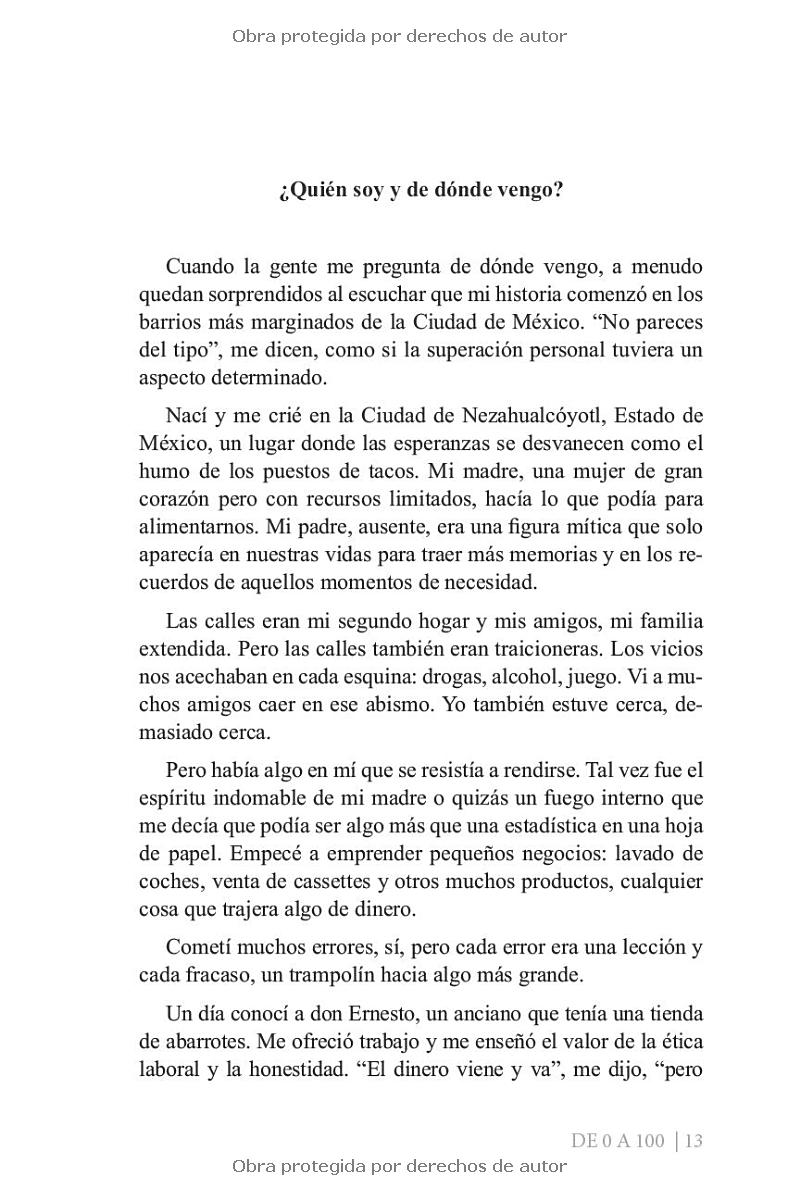 Obra protegida por derechos de autor
¿Quién soy y de dónde vengo?
Cuando la gente me pregunta de dónde vengo, a menudo
quedan sorprendidos al escuchar que mi historia comenzó en los
barrios más marginados de la Ciudad de México. “No pareces
del tipo”, me dicen, como si la superación personal tuviera un
aspecto determinado.
Nací y me crié en la Ciudad de Nezahualcóyotl, Estado de
México, un lugar donde las esperanzas se desvanecen como el
humo de los puestos de tacos. Mi madre, una mujer de gran
corazón pero con recursos limitados, hacía lo que podía para
alimentarnos. Mi padre, ausente, era una figura mítica que solo
aparecía en nuestras vidas para traer más memorias y en los re-
cuerdos de aquellos momentos de necesidad.
Las calles eran mi segundo hogar y mis amigos, mi familia
extendida. Pero las calles también eran traicioneras. Los vicios
nos acechaban en cada esquina: drogas, alcohol, juego. Vi a mu-
chos amigos caer en ese abismo. Yo también estuve cerca, de-
masiado cerca.
Pero había algo en mí que se resistía a rendirse. Tal vez fue el
espíritu indomable de mi madre o quizás un fuego interno que
me decía que podía ser algo más que una estadística en una hoja
de papel. Empecé a emprender pequeños negocios: lavado de
coches, venta de cassettes y otros muchos productos, cualquier
cosa que trajera algo de dinero.
Cometí muchos errores, sí, pero cada error era una lección y
cada fracaso, un trampolín hacia algo más grande.
Un día conocí a don Ernesto, un anciano que tenía una tienda
de abarrotes. Me ofreció trabajo y me enseñó el valor de la ética
laboral y la honestidad. “El dinero viene y va”, me dijo, “pero
DE 0 A 100 | 13
Obra protegida por derechos de autor